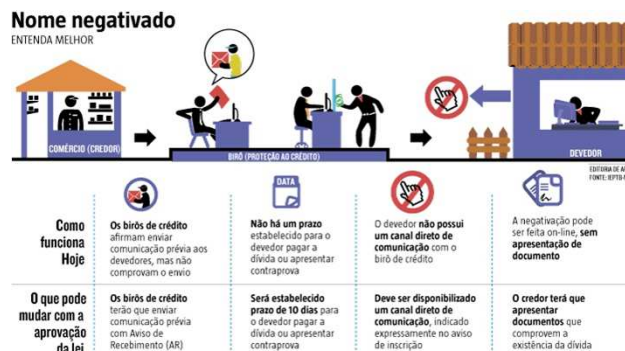 Nome negativado
ENTENDA MELHOR
COMÉRCIO (CREDOR)
BIRÔ (PROTEÇÃO AO CRÉDITO)
DEVEDOR
EDITORIA DE
FONTE: IEPTB-
Como
funciona
Hoje
Os birôs de crédito
afirmam enviar
comunicação prévia aos
devedores, mas não
comprovam o envio
DATA
Não há um prazo
estabelecido para o
devedor pagar a
dívida ou apresentar
contraprova
O devedor não possui
um canal direto de
comunicação com o
birô de crédito
A negativação pode
ser feita on-line, sem
apresentação de
documento
O que pode
mudar com a
aprovação
da lei
Os birôs de crédito
terão que enviar
comunicação prévia
com Aviso de
Recebimento (AR)
Será estabelecido
prazo de 10 dias para
o devedor pagar a
dívida ou apresentar
contraprova
Deve ser disponibilizado
um canal direto de
comunicação, indicado
expressamente no aviso
de inscrição
O credor terá que
apresentar
documentos que
comprovem a
existência da dívida